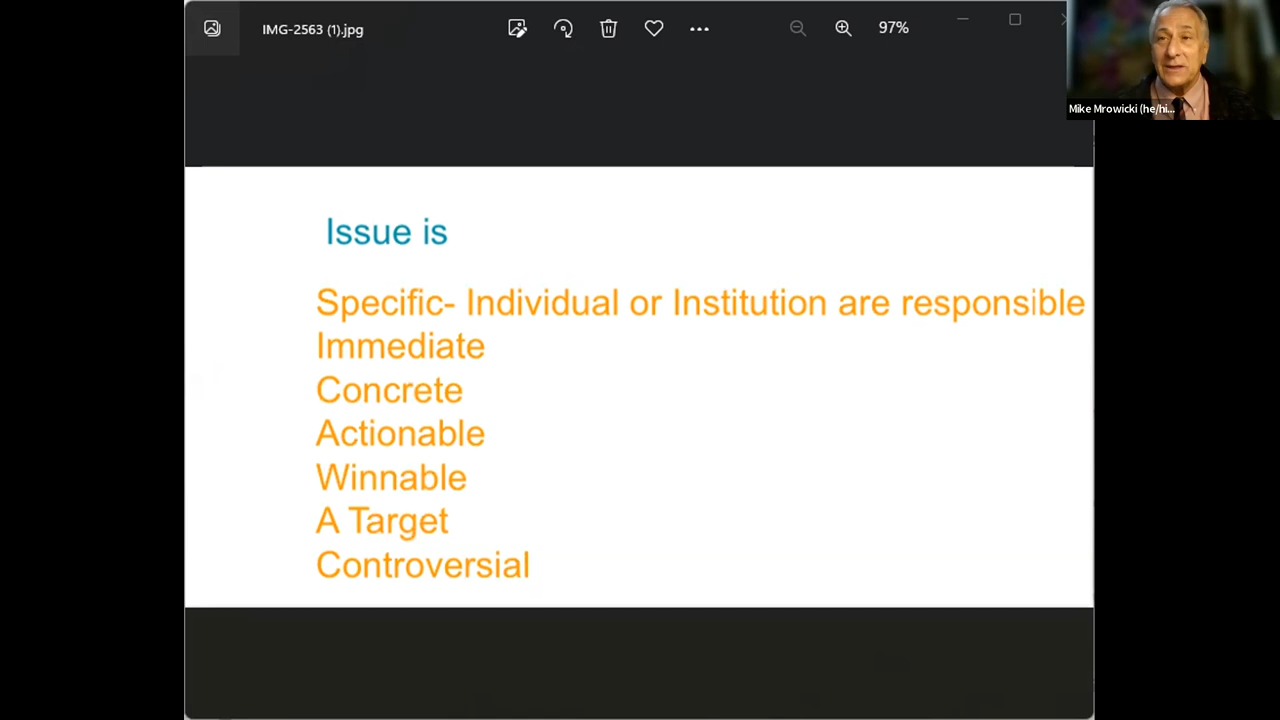 IMG-2563 (1).jpg
97%
Mike Mrowicki (he/hi...
Issue is
Specific- Individual or Institution are responsible
Immediate
Concrete
Actionable
Winnable
A Target
Controversial